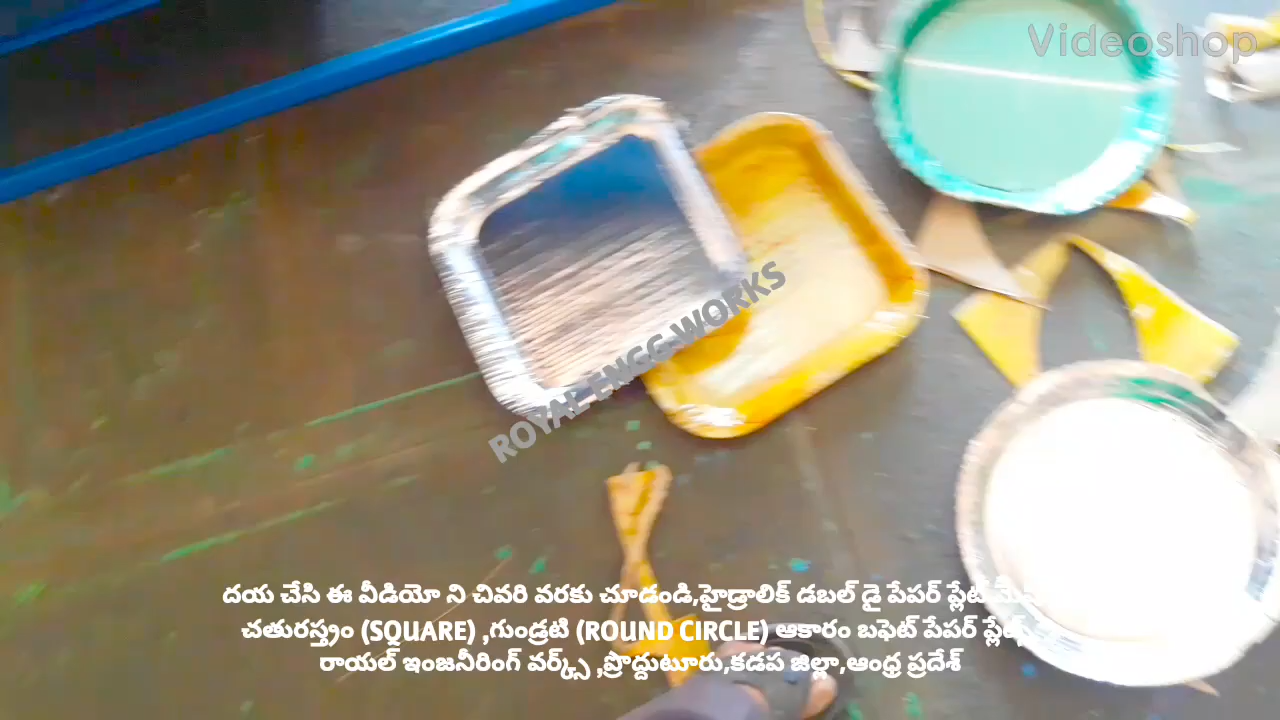 Videoshop
ROYAL ENGG WORKS
దయ చేసి ఈ వీడియో ని చివరి వరకు చూడండి,హైడ్రాలిక్ డబల్ డై పేపర్ ప్లేట్
చతురస్త్రం (SQUARE) ,గుండ్రటి (ROUND CIRCLE) ఆకారం బఫెట్ పేపర్ ప్లేట్స్
రాయల్ ఇంజనీరింగ్ వర్క్స్ ,ప్రొద్దుటూరు,కడప జిల్లా,ఆంధ్ర ప్రదేశ్